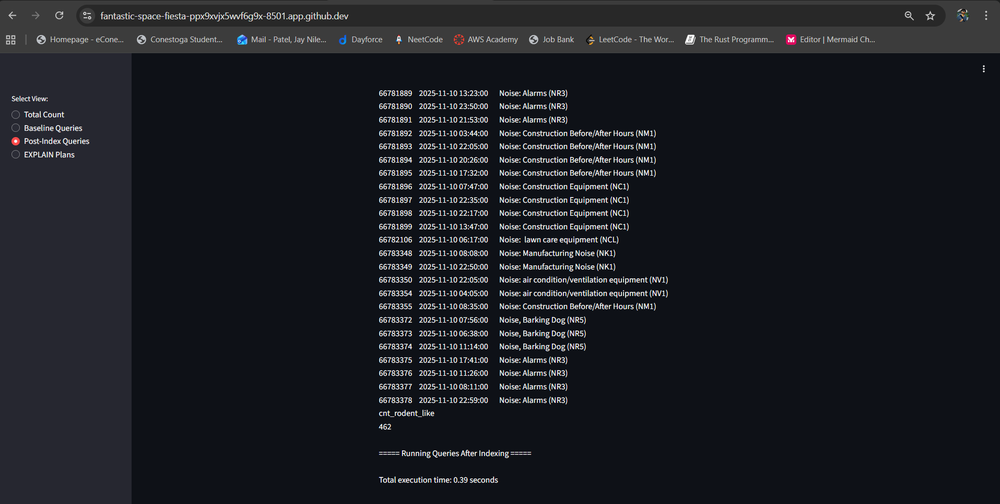 fantastic-space-fiesta-ppx9xvjx5wvf6g9x-8501.app.github.dev
Homepage - eCone... Conestoga Student... Mail - Patel, Jay Nile... Dayforce NeetCode AWS Academy Job Bank LeetCode - The Wor... The Rust Programm... Editor | Mermaid Ch...
Select View:
Total Count
Baseline Queries
Post-Index Queries
EXPLAIN Plans
66781889 2025-11-10 13:23:00 Noise: Alarms (NR3)
66781890 2025-11-10 23:50:00 Noise: Alarms (NR3)
66781891 2025-11-10 21:53:00 Noise: Alarms (NR3)
66781892 2025-11-10 03:44:00 Noise: Construction Before/After Hours (NM1)
66781893 2025-11-10 22:05:00 Noise: Construction Before/After Hours (NM1)
66781894 2025-11-10 20:26:00 Noise: Construction Before/After Hours (NM1)
66781895 2025-11-10 17:32:00 Noise: Construction Before/After Hours (NM1)
66781896 2025-11-10 07:47:00 Noise: Construction Equipment (NC1)
66781897 2025-11-10 22:35:00 Noise: Construction Equipment (NC1)
66781898 2025-11-10 22:17:00 Noise: Construction Equipment (NC1)
66781899 2025-11-10 13:47:00 Noise: Construction Equipment (NC1)
66782106 2025-11-10 06:17:00 Noise:  lawn care equipment (NCL)
66783348 2025-11-10 08:08:00 Noise: Manufacturing Noise (NK1)
66783349 2025-11-10 22:50:00 Noise: Manufacturing Noise (NK1)
66783350 2025-11-10 22:05:00 Noise: air condition/ventilation equipment (NV1)
66783354 2025-11-10 04:05:00 Noise: air condition/ventilation equipment (NV1)
66783355 2025-11-10 08:35:00 Noise: Construction Before/After Hours (NM1)
66783372 2025-11-10 07:56:00 Noise, Barking Dog (NR5)
66783373 2025-11-10 06:38:00 Noise, Barking Dog (NR5)
66783374 2025-11-10 11:14:00 Noise, Barking Dog (NR5)
66783375 2025-11-10 17:41:00 Noise: Alarms (NR3)
66783376 2025-11-10 11:26:00 Noise: Alarms (NR3)
66783377 2025-11-10 08:11:00 Noise: Alarms (NR3)
66783378 2025-11-10 22:59:00 Noise: Alarms (NR3)
cnt_rodent_like
462
===== Running Queries After Indexing =====
Total execution time: 0.39 seconds